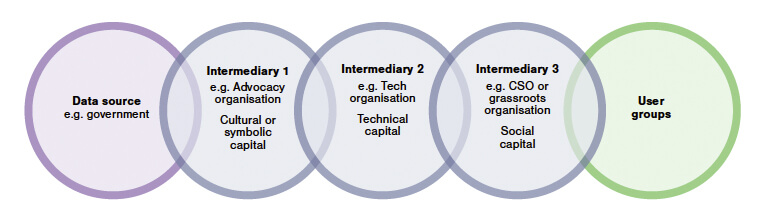 Data source
e.g. government
Intermediary 1
e.g. Advocacy
organisation
Cultural or
symbolic
capital
Intermediary 2
e.g. Tech
organisation
Technical
capital
Intermediary 3
e.g. CSO or
grassroots
organisation
Social
capital
User
groups